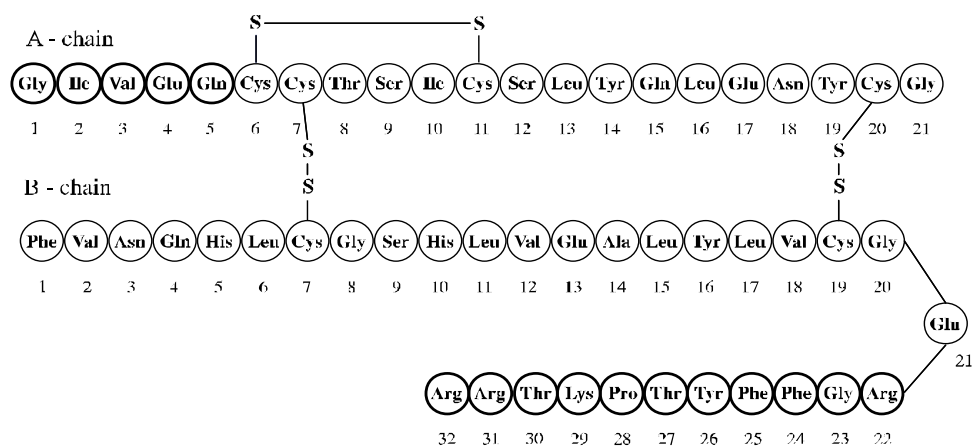 S S
A - chain
Gly Ile Val Glu Gln Cys Cys Thr Ser Ile Cys Ser Leu Tyr Gln Leu Glu Asn Tyr Cys Gly
1 2 3 4 5 6 7 8 9 10 11 12 13 14 15 16 17 18 19 20 21
S S
S S
B - chain
Phe Val Asn Gln His Leu Cys Gly Ser His Leu Val Glu Ala Leu Tyr Leu Val Cys Gly
1 2 3 4 5 6 7 8 9 10 11 12 13 14 15 16 17 18 19 20
Glu
21
Arg Arg Thr Lys Pro Thr Tyr Phe Phe Gly Arg
32 31 30 29 28 27 26 25 24 23 22